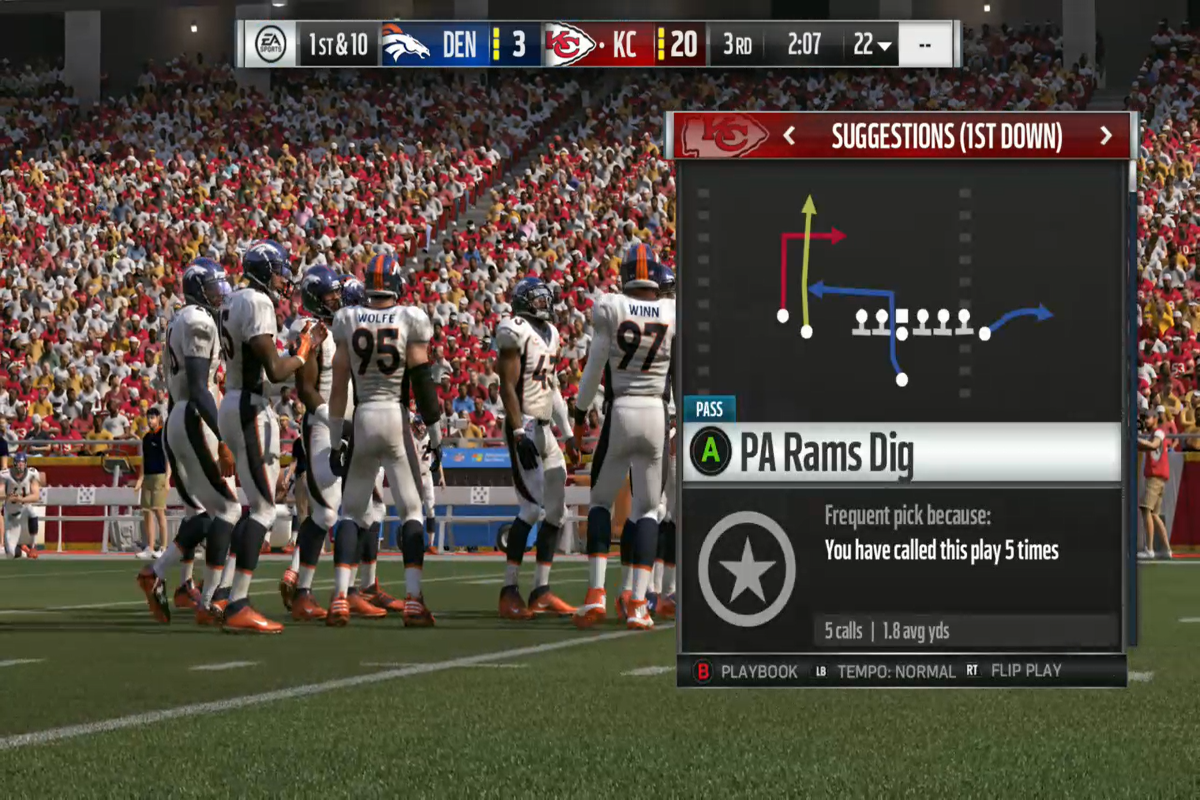 EA SPORTS 1ST & 10 DEN 3 KC 20 3RD 2:07 22 --
SUGGESTIONS (1ST DOWN)
WOLFE
95
WINN
97
PASS
A PA Rams Dig
Frequent pick because:
You have called this play 5 times
5 calls | 1.8 avg yds
B PLAYBOOK LB TEMPO: NORMAL RT FLIP PLAY